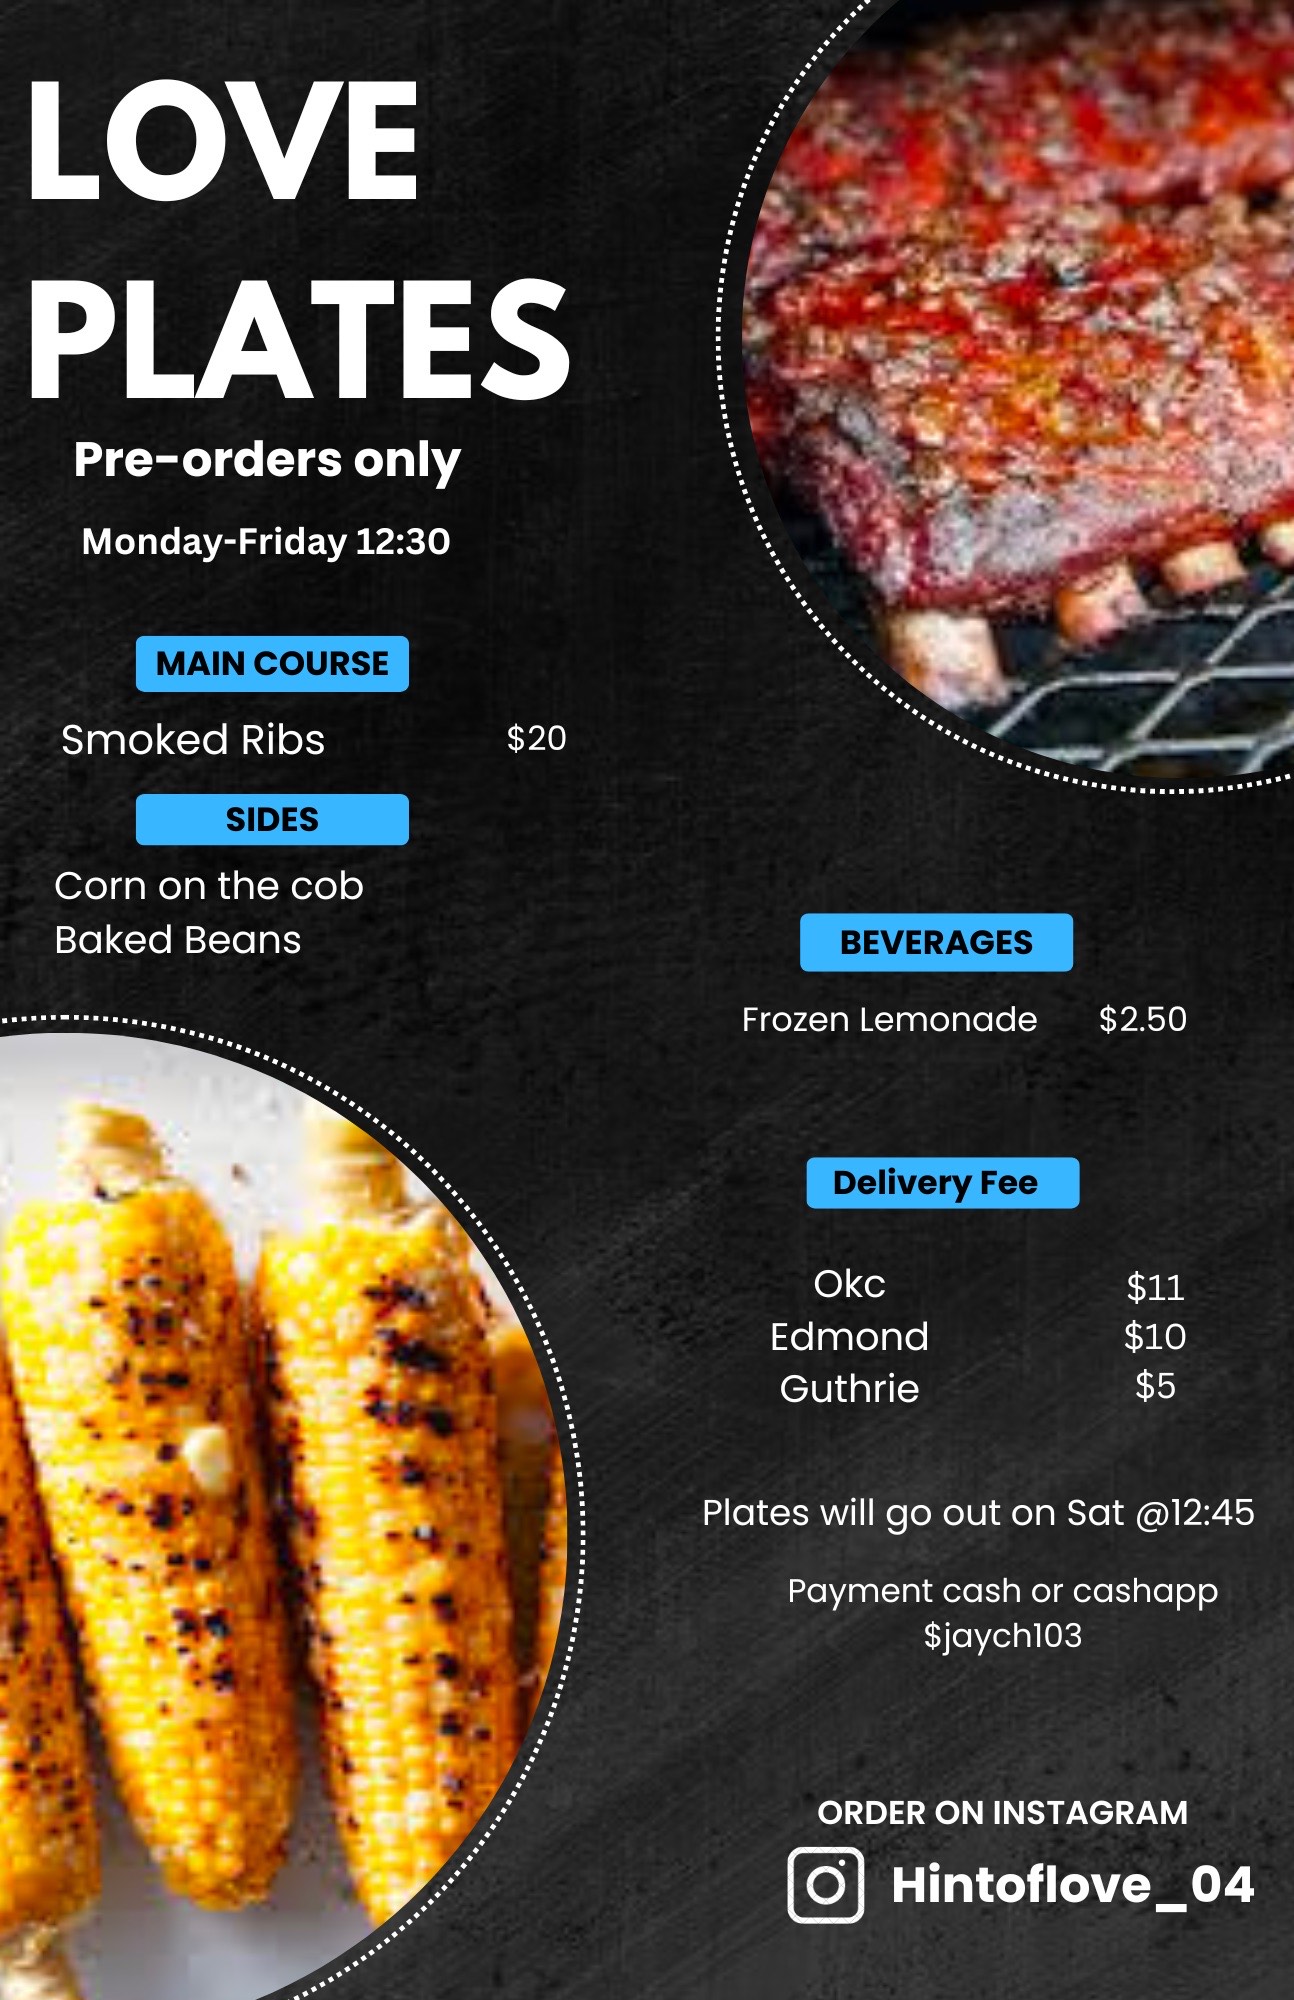 LOVE
PLATES
Pre-orders only
Monday-Friday 12:30
MAIN COURSE
Smoked Ribs $20
SIDES
Corn on the cob
Baked Beans
BEVERAGES
Frozen Lemonade $2.50
Delivery Fee
Okc $11
Edmond $10
Guthrie $5
Plates will go out on Sat @12:45
Payment cash or cashapp
$jaych103
ORDER ON INSTAGRAM
Hintoflove_04